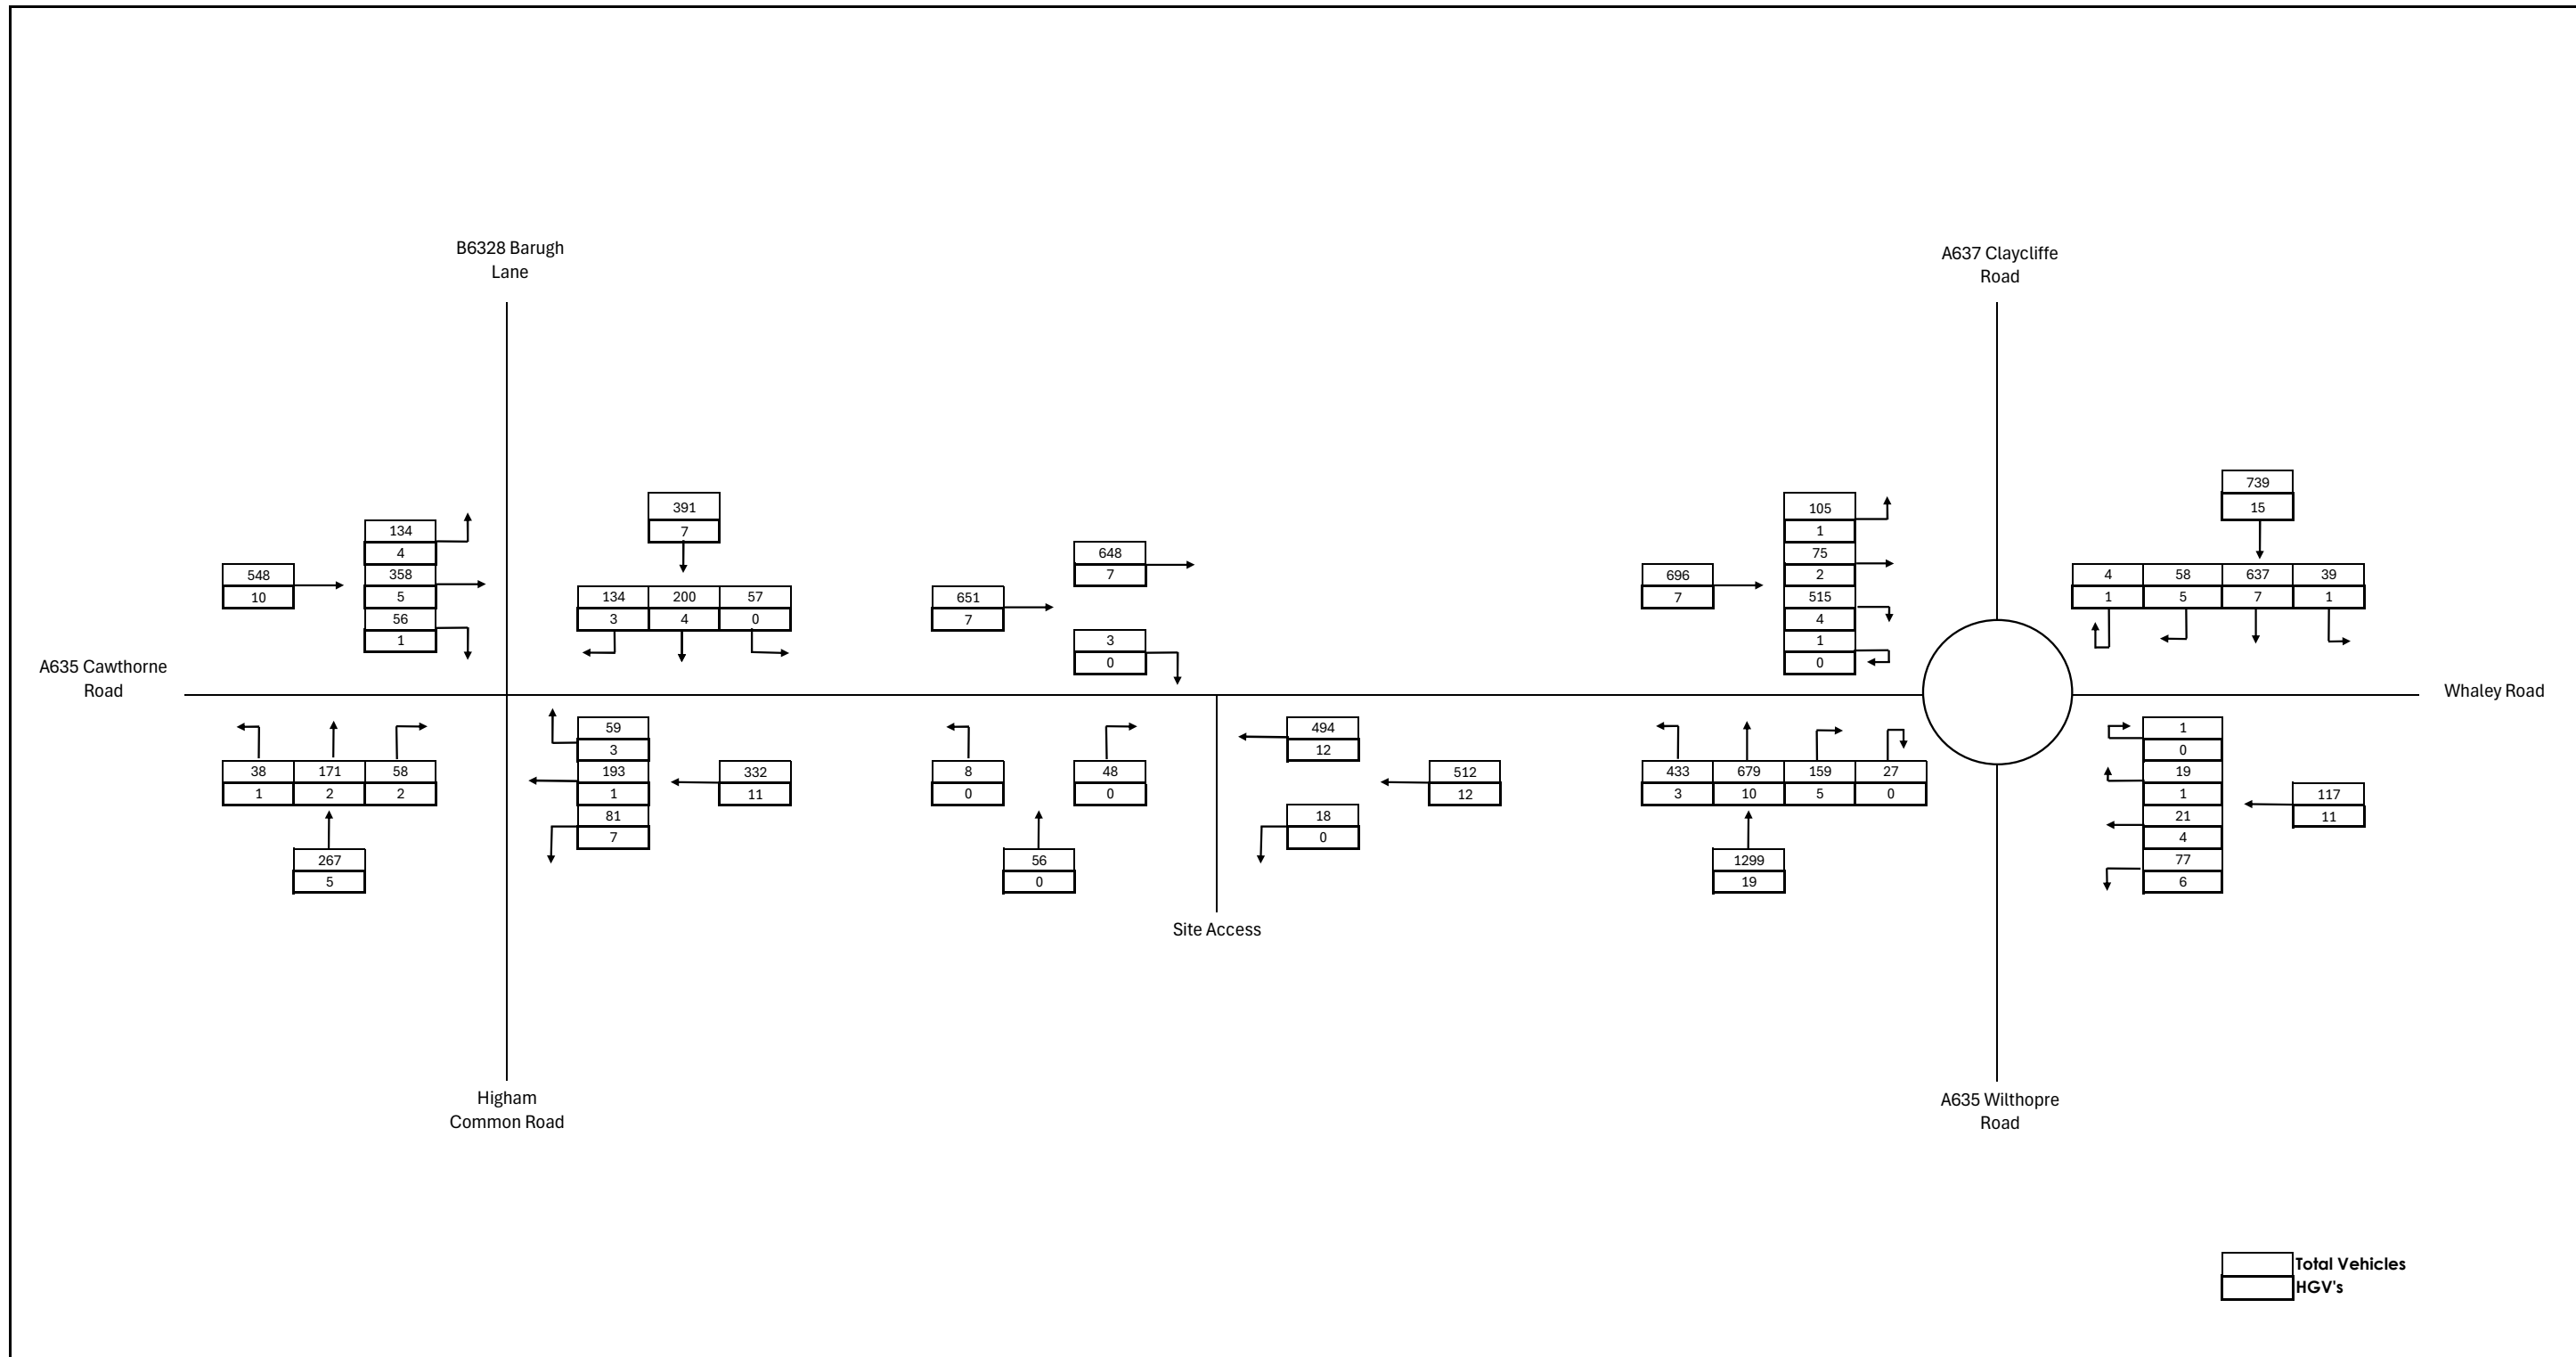 B6328 Barugh
Lane
A637 Claycliffe
Road
739
15
391
7
105
1
75
2
515
4
1
0
134
4
358
5
56
1
548
10
648
7
696
7
4 58 637 39
1 5 7 1
134 200 57
3 4 0
651
7
3
0
A635 Cawthorne
Road
Whaley Road
59
3
193
1
81
7
494
12
1
0
19
1
21
4
77
6
38 171 58
1 2 2
332
11
8
0
48
0
512
12
433 679 159 27
3 10 5 0
117
11
18
0
267
5
56
0
1299
19
Site Access
Higham
Common Road
A635 Wilthopre
Road
Total Vehicles
HGV's